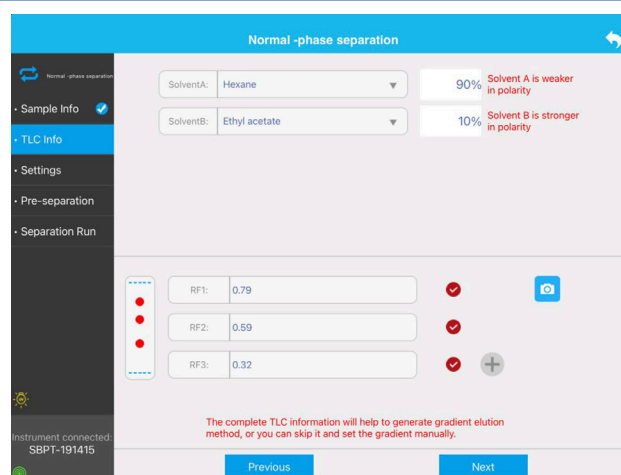 Normal -phase separation
Normal -phase separation
• Sample Info
• TLC Info
• Settings
• Pre-separation
• Separation Run
Instrument connected:
SBPT-191415
SolventA: Hexane 90% Solvent A is weaker
in polarity
SolventB: Ethyl acetate 10% Solvent B is stronger
in polarity
RF1: 0.79
RF2: 0.59
RF3: 0.32
The complete TLC information will help to generate gradient elution
method, or you can skip it and set the gradient manually.
Previous Next